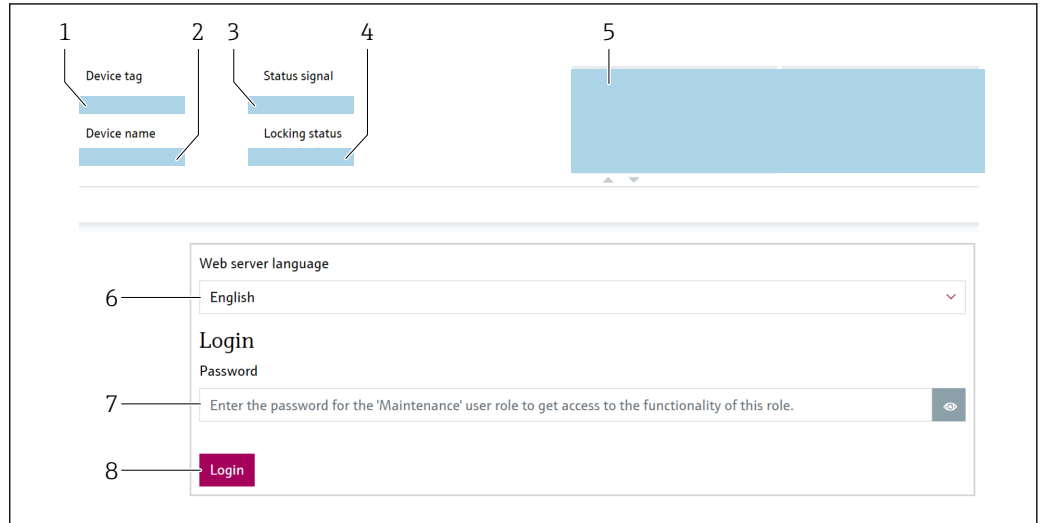 1 2 3 4 5
Device tag Status signal
Device name Locking status
Web server language
6 English
Login
Password
7 Enter the password for the 'Maintenance' user role to get access to the functionality of this role.
8 Login